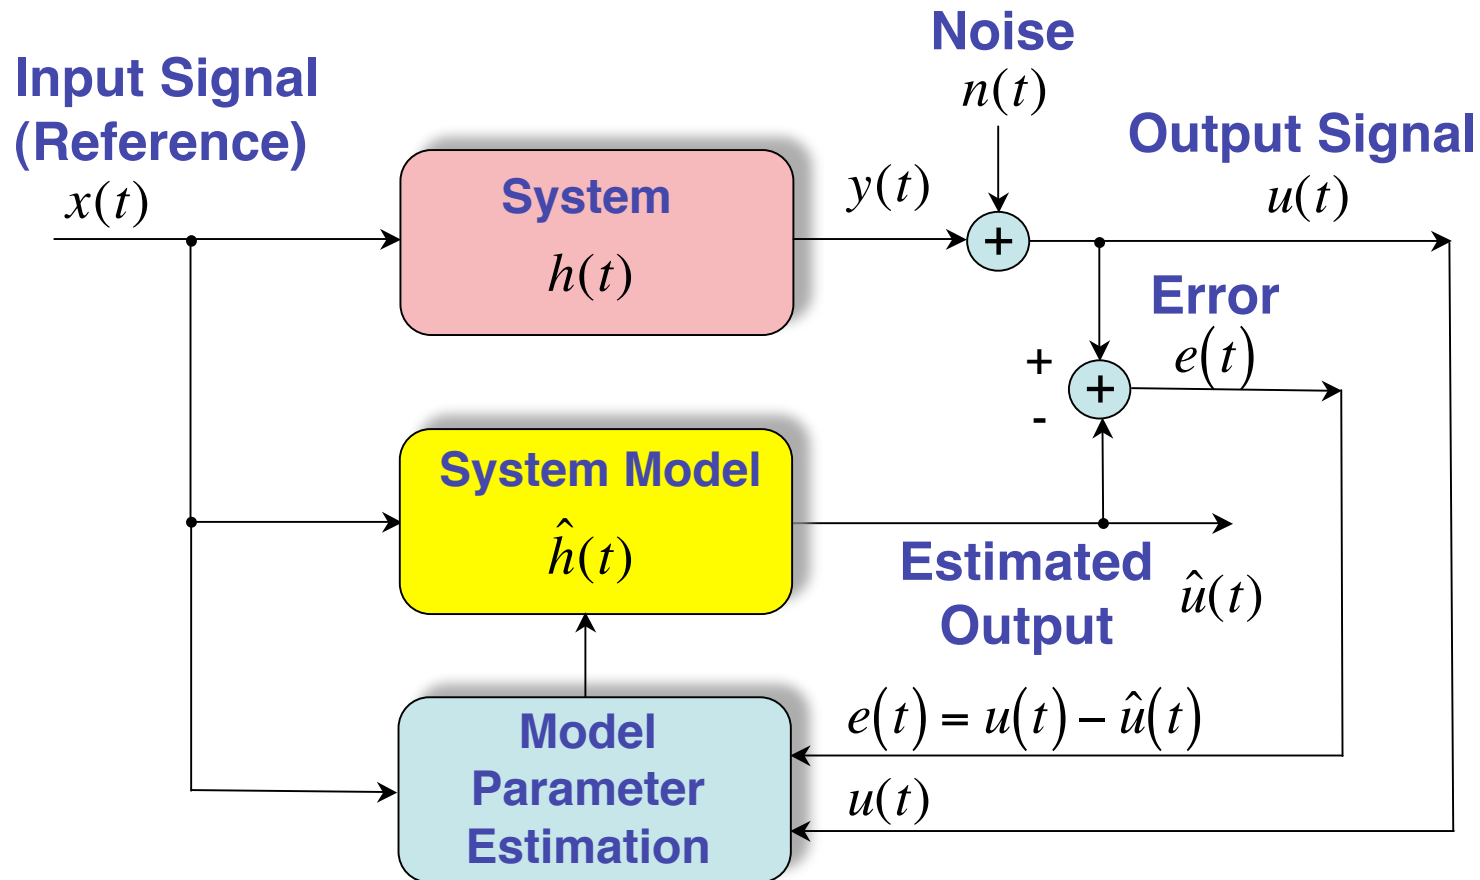 Noise
n(t)
Input Signal
(Reference)
x(t)
Output Signal
u(t)
System
h(t)
y(t)
+
Error
e(t)
+
+
-
System Model
ĥ(t)
Estimated
Output
û(t)
Model
Parameter
Estimation
e(t) = u(t) − û(t)
u(t)